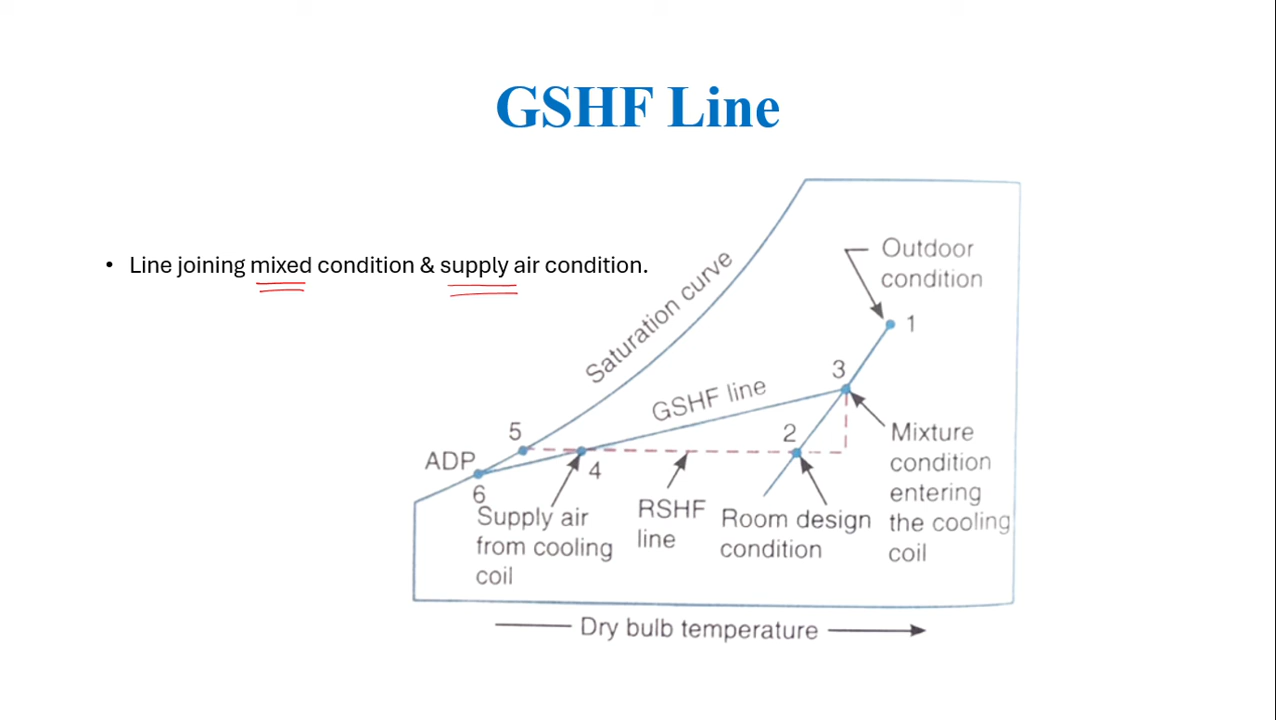 GSHF Line
• Line joining mixed condition & supply air condition.
Outdoor
condition
1
Saturation curve
3
GSHF line
5
2
Mixture
condition
entering
the cooling
coil
ADP
4
6
Supply air
from cooling
coil
RSHF
line
Room design
condition
Dry bulb temperature